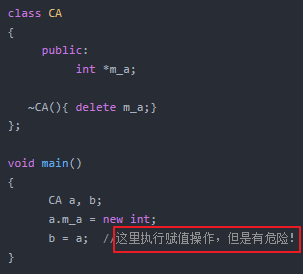 class CA
{
public:
int *m_a;
~CA(){ delete m_a;}
};
void main()
{
CA a, b;
a.m_a = new int;
b = a; //这里执行赋值操作，但是有危险!
}